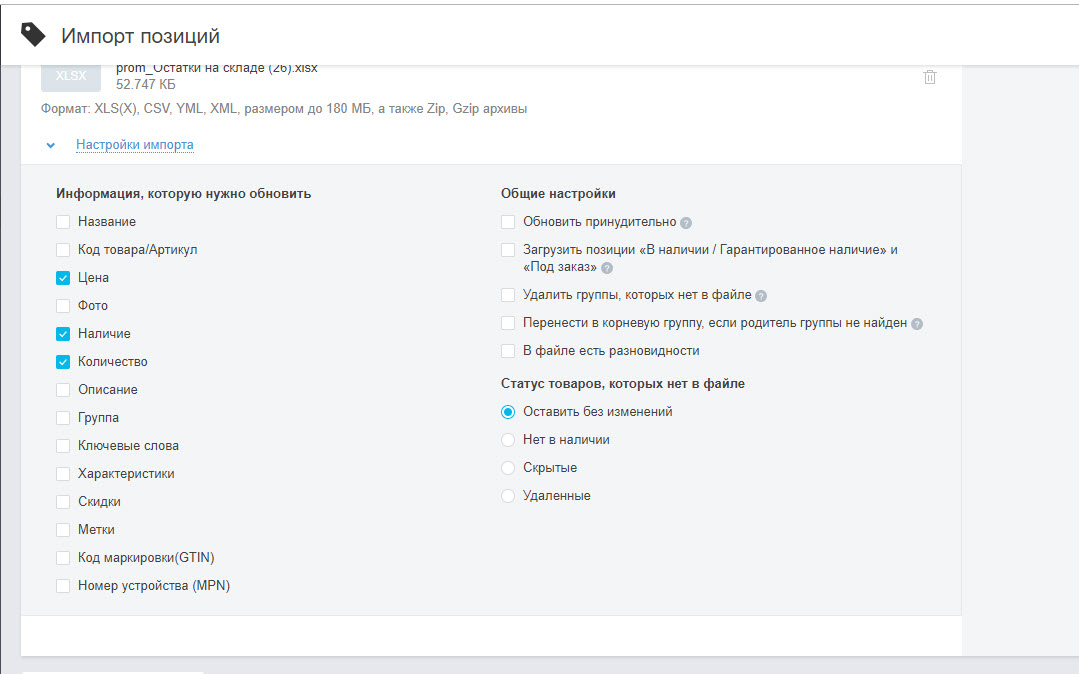 Импорт позиций
XLSX
prom_Остатки на складе (26).xlsx
52.747 КБ
Формат: XLS(X), CSV, YML, XML, размером до 180 МБ, а также Zip, Gzip архивы
Настройки импорта
Информация, которую нужно обновить
Название
Код товара/Артикул
Цена
Фото
Наличие
Количество
Описание
Группа
Ключевые слова
Характеристики
Скидки
Метки
Код маркировки(GTIN)
Номер устройства (MPN)
Общие настройки
Обновить принудительно ?
Загрузить позиции «В наличии / Гарантированное наличие» и
«Под заказ» ?
Удалить группы, которых нет в файле ?
Перенести в корневую группу, если родитель группы не найден ?
В файле есть разновидности
Статус товаров, которых нет в файле
Оставить без изменений
Нет в наличии
Скрытые
Удаленные